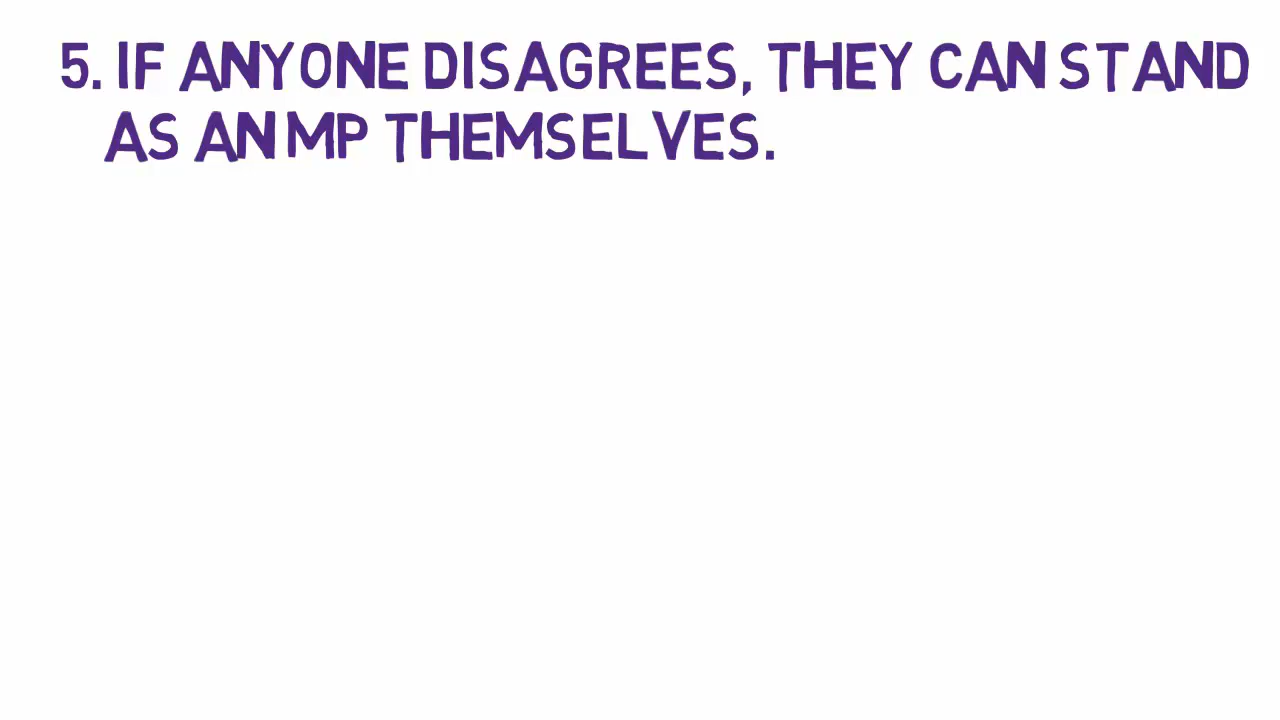 5. IF ANYONE DISAGREES, THEY CAN STAND
AS AN MP THEMSELVES.